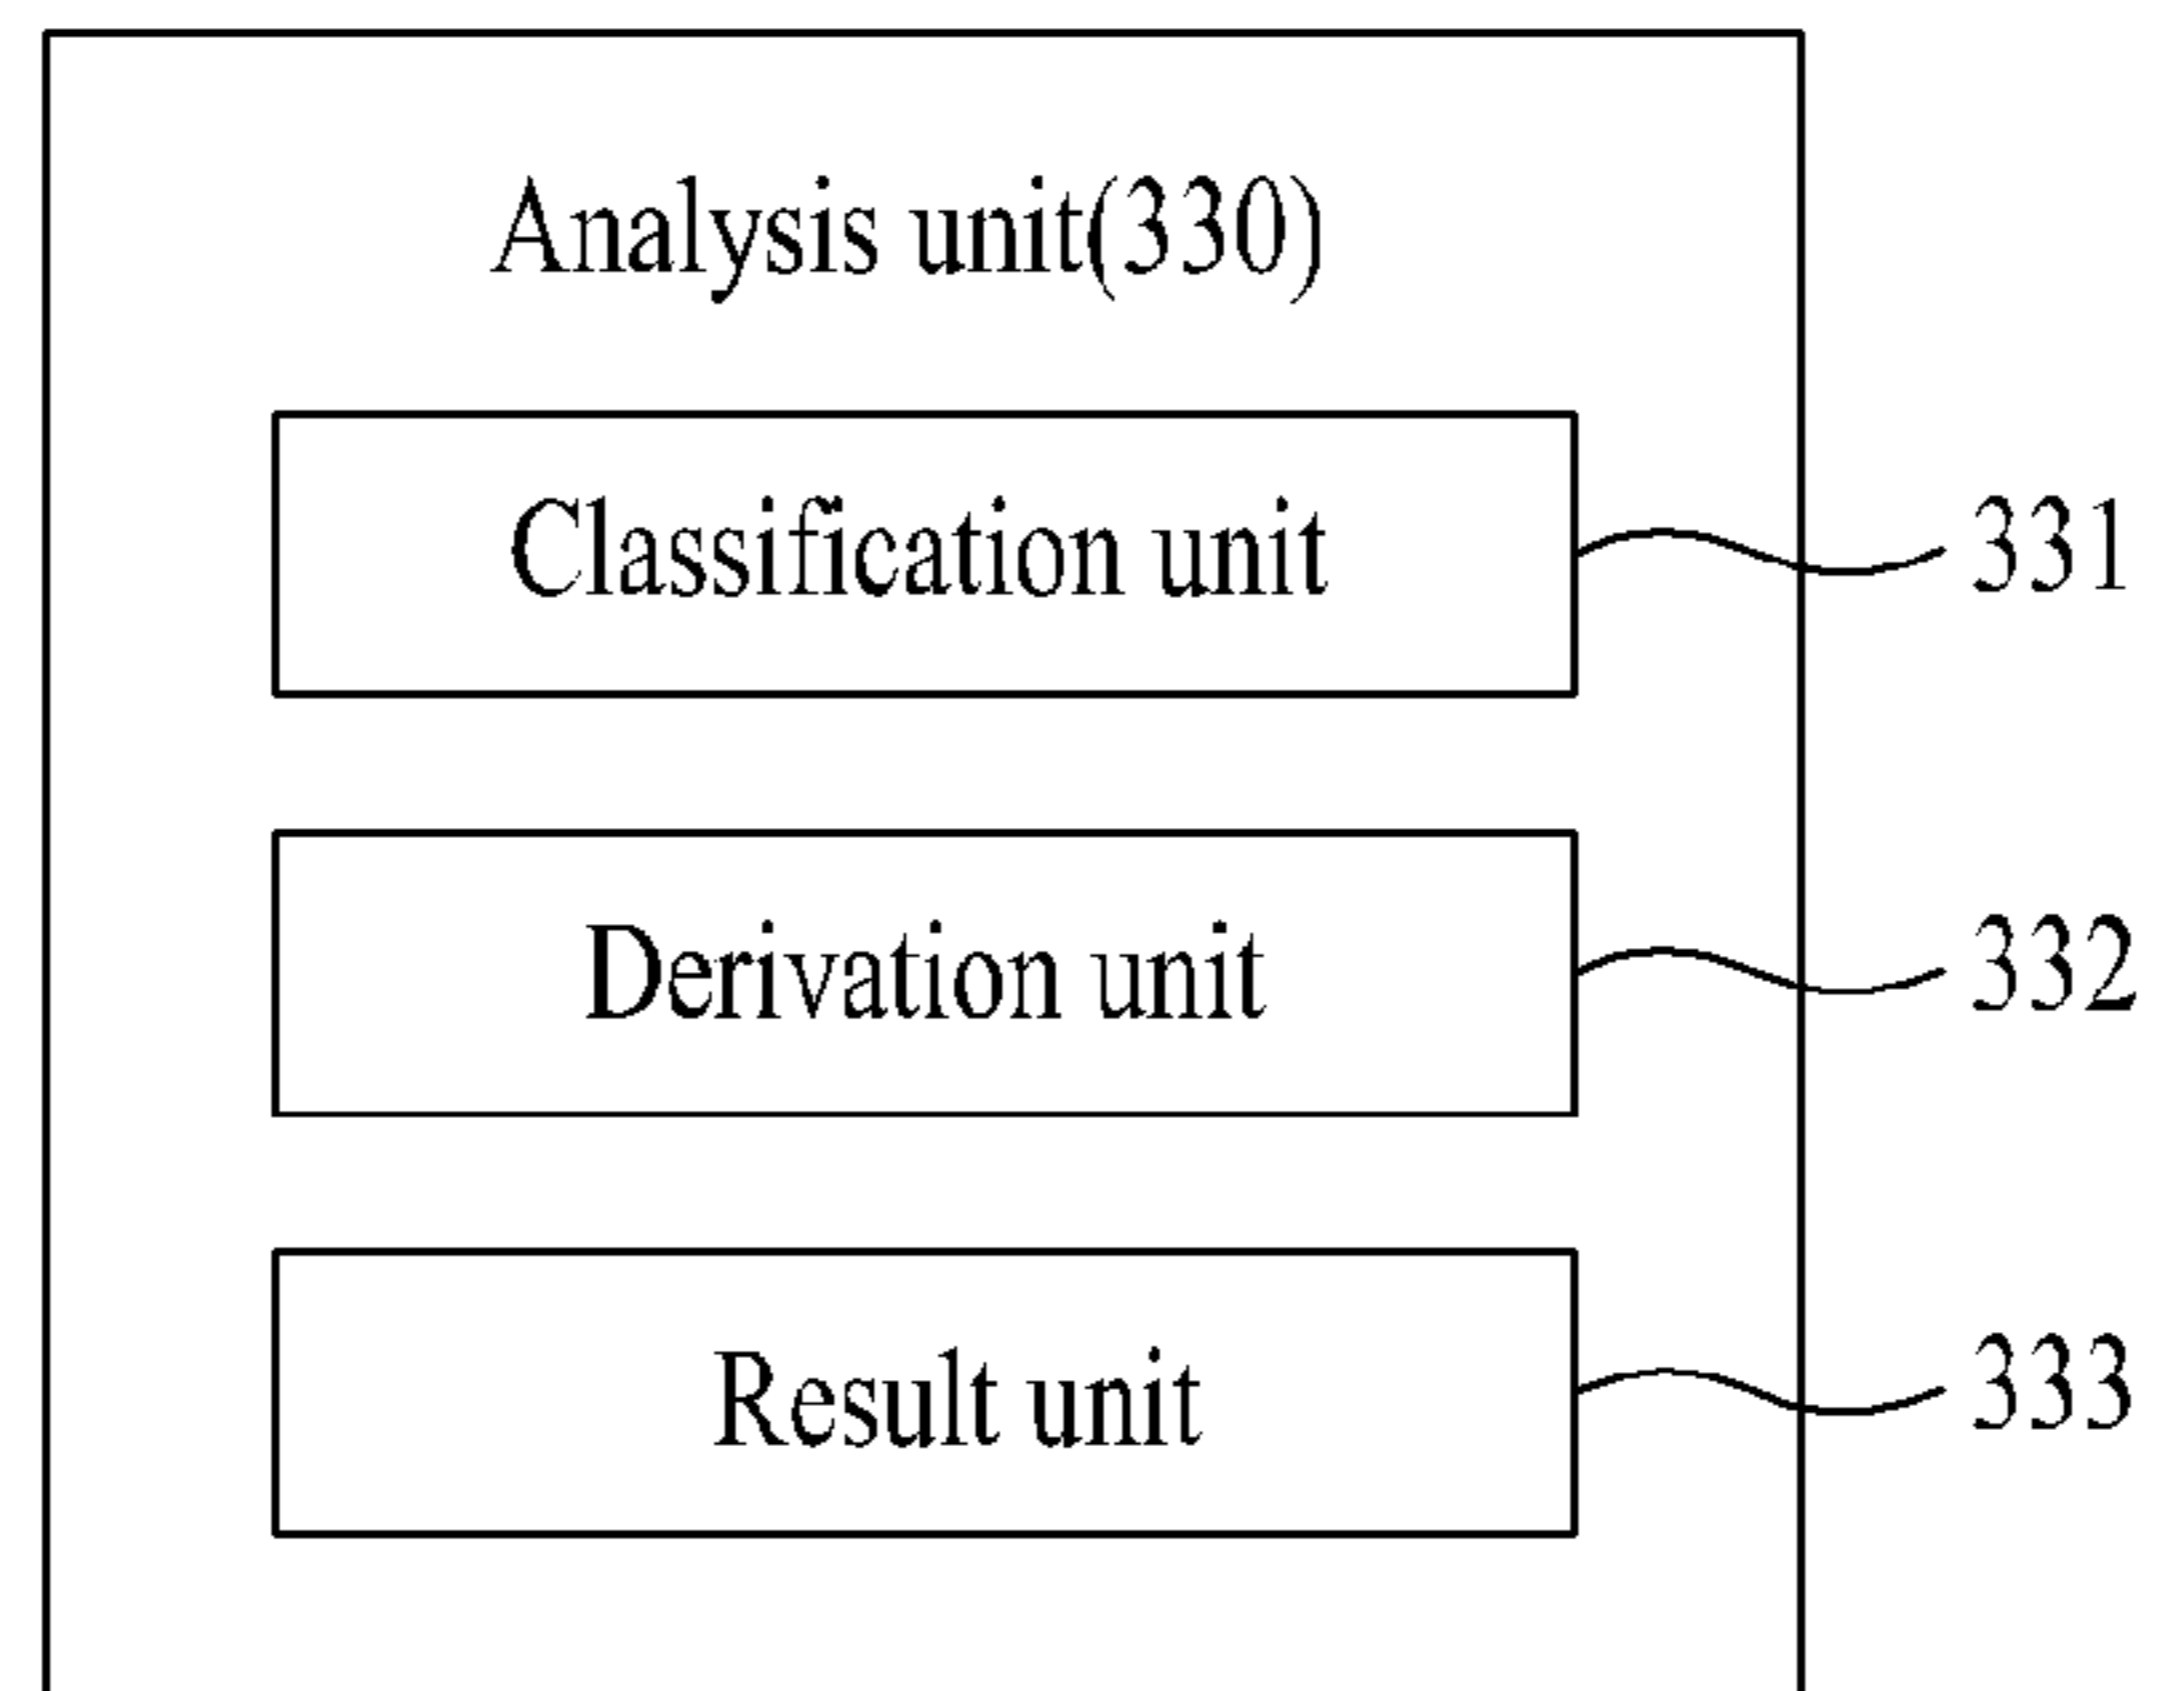 Analysis unit(330)
Classification unit
331
Derivation unit
332
Result unit
333